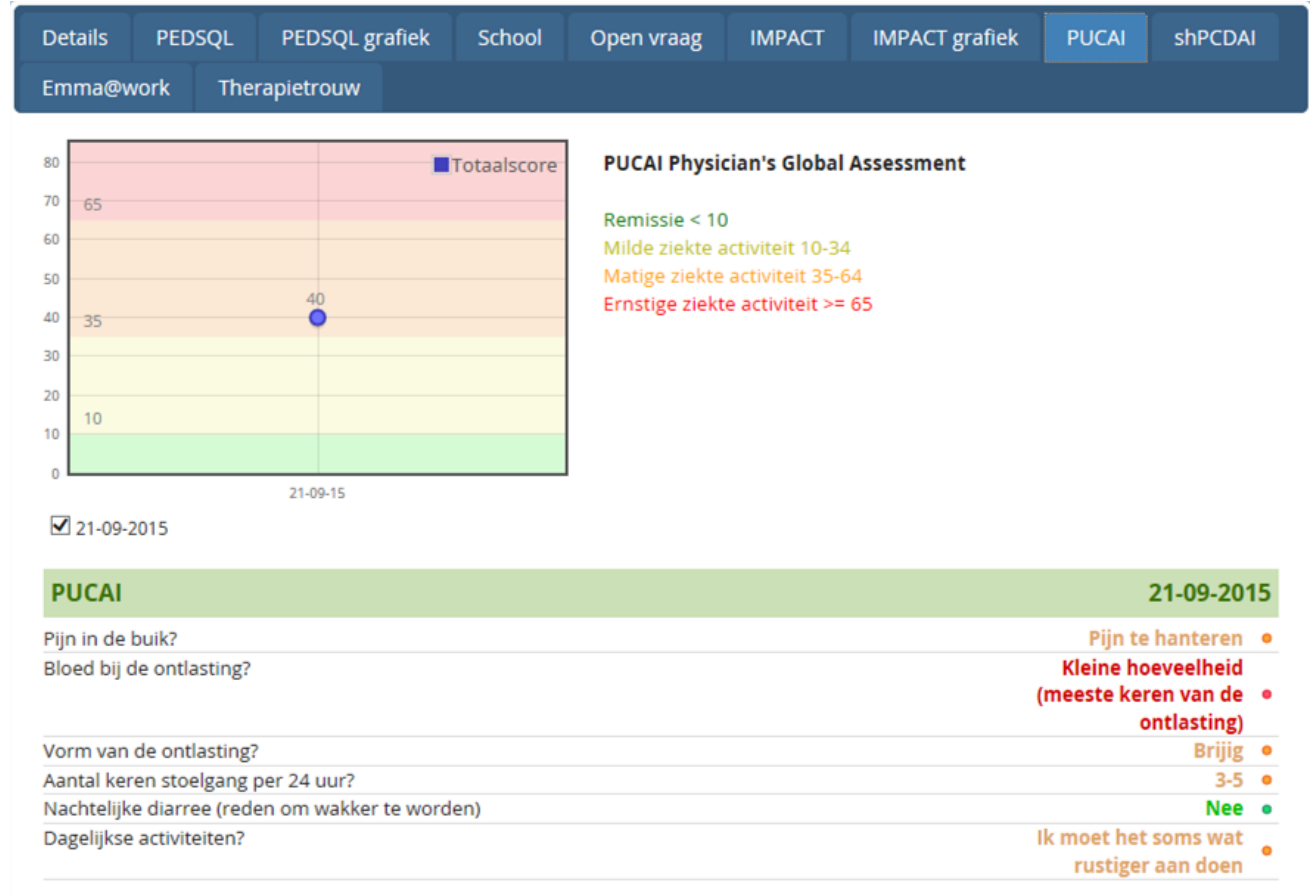 Details PEDSQL PEDSQL grafiek School Open vraag IMPACT IMPACT grafiek PUCAI shPCDAI
Emma@work Therapietrouw
80
70
60
50
40
30
20
10
0
65
35
10
Totaalscore
40
21-09-15
21-09-2015
PUCAI Physician's Global Assessment
Remissie < 10
Milde ziekte activiteit 10-34
Matige ziekte activiteit 35-64
Ernstige ziekte activiteit >= 65
PUCAI 21-09-2015
Pijn in de buik? Pijn te hanteren
Bloed bij de ontlasting? Kleine hoeveelheid
(meeste keren van de
ontlasting)
Vorm van de ontlasting? Brijig
Aantal keren stoelgang per 24 uur? 3-5
Nachtelijke diarree (reden om wakker te worden) Nee
Dagelijkse activiteiten? Ik moet het soms wat
rustiger aan doen